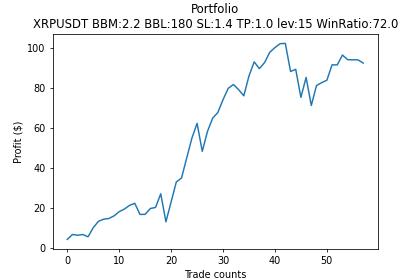 Portfolio
XRPUSDT BBM:2.2 BBL:180 SL:1.4 TP:1.0 lev:15 WinRatio:72.0
100
80
60
40
20
0
Profit ($)
0 10 20 30 40 50
Trade counts